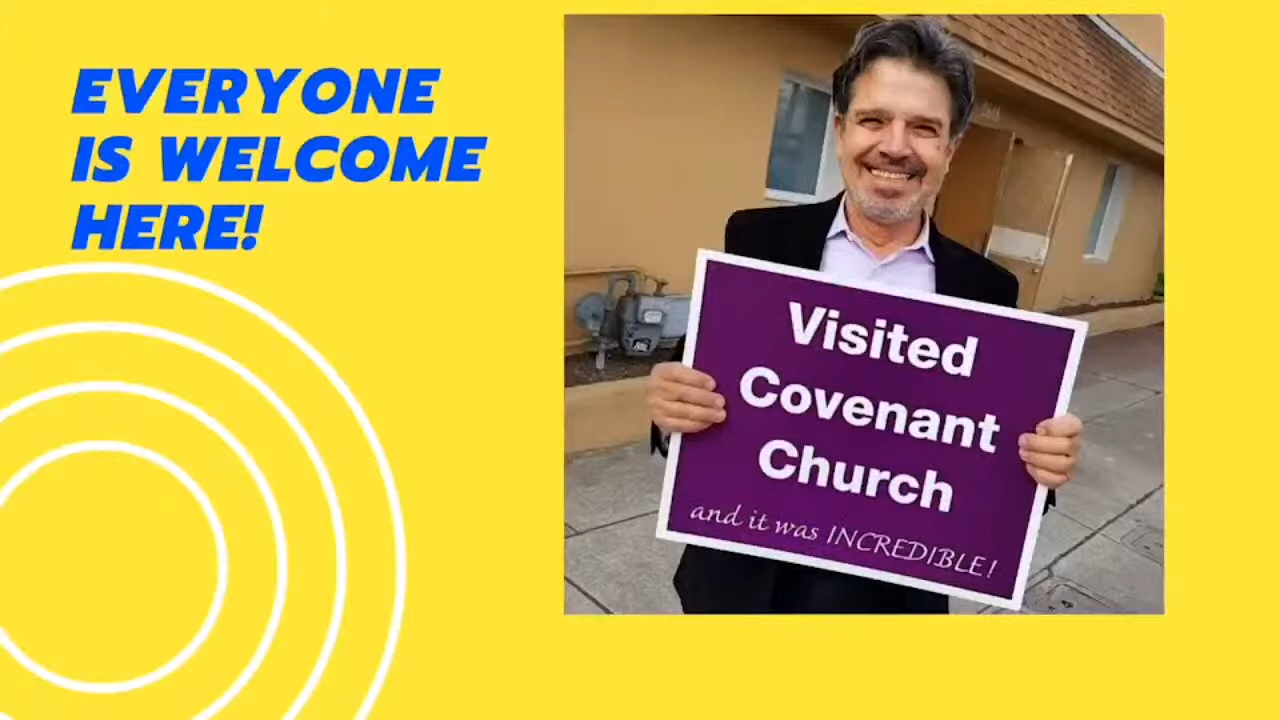 EVERYONE
IS WELCOME
HERE!
Visited
Covenant
Church
and it was INCREDIBLE!